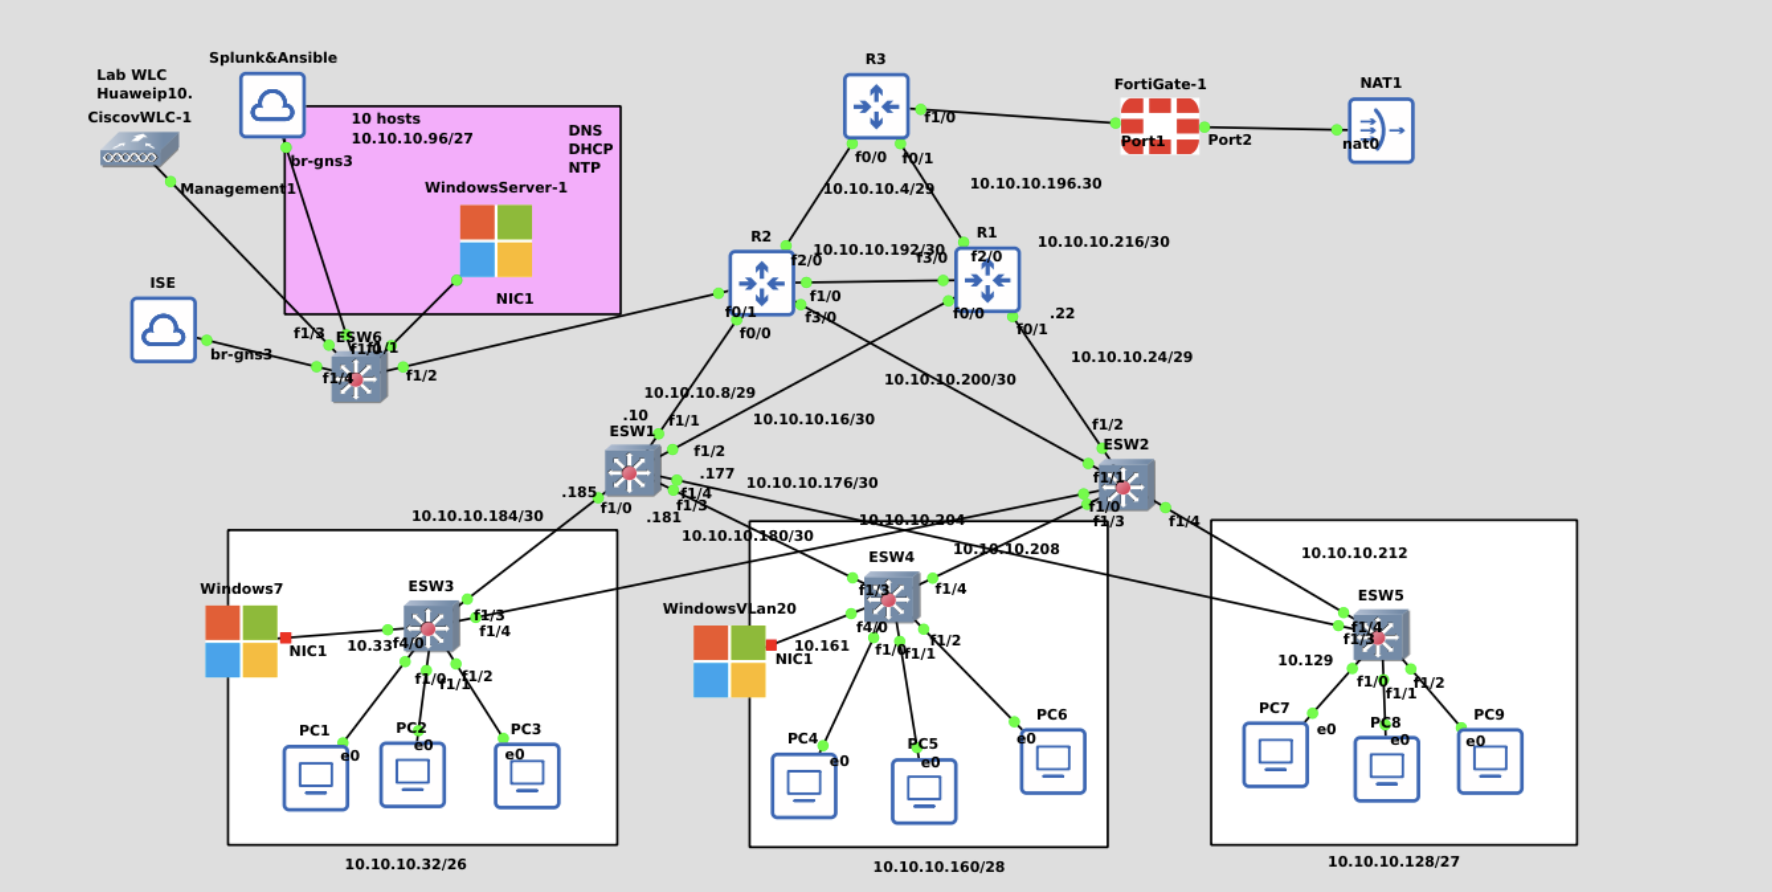 Splunk&Ansible
Lab WLC
Huaweip10.
CiscovWLC-1
10 hosts
10.10.10.96/27
DNS
DHCP
NTP
br-gns3
Management1
WindowsServer-1
NIC1
ISE
br-gns3
f1/3
ESW6
f1/0
f1/1
f1/4
f1/2
R3
f1/0
f0/0
f0/1
FortiGate-1
Port1
Port2
NAT1
nat0
10.10.10.4/29
10.10.10.196.30
R2
R1
10.10.10.192/30
10.10.10.216/30
f2/0
f3/0
f2/0
f1/0
f0/1
f3/0
f0/0
f0/0
.22
f0/1
10.10.10.24/29
10.10.10.200/30
10.10.10.8/29
10.10.10.16/30
.10
ESW1
f1/1
f1/2
f1/2
ESW2
.177
f1/1
.185
f1/4
10.10.10.176/30
f1/0
f1/3
f1/0
10.10.10.184/30
.181
10.10.10.204
f1/3
f1/4
10.10.10.180/30
10.10.10.208
10.10.10.212
Windows7
ESW3
f1/3
f1/4
10.33
f4/0
NIC1
f1/0
f1/1
f1/2
PC1
PC2
PC3
e0
e0
e0
10.10.10.32/26
ESW4
f1/3
f1/4
WindowsVLan20
f4/0
10.161
NIC1
f1/0
f1/1
f1/2
PC4
PC5
PC6
e0
e0
e0
10.10.10.160/28
ESW5
f1/4
f1/3
10.129
f1/0
f1/1
f1/2
PC7
PC8
PC9
e0
e0
e0
10.10.10.128/27